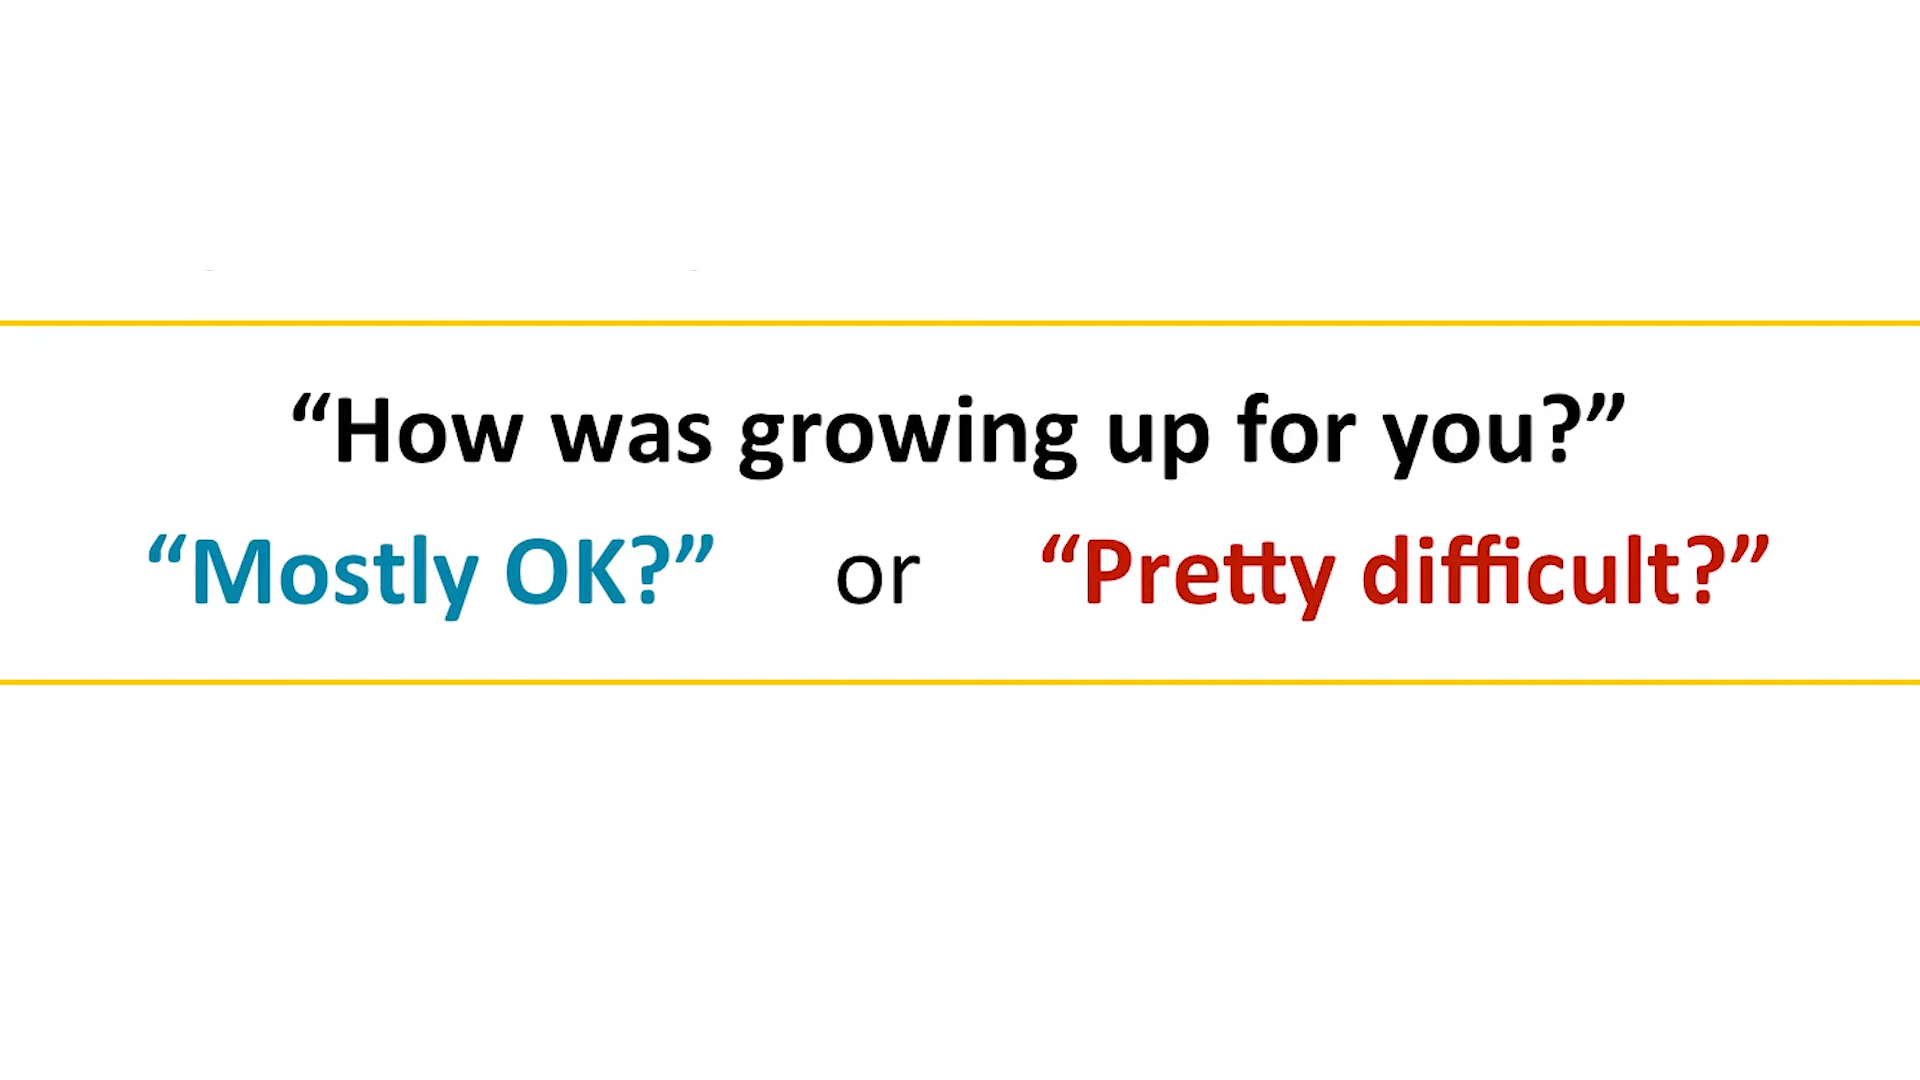 “How was growing up for you?”
“Mostly OK?” or “Pretty difficult?”